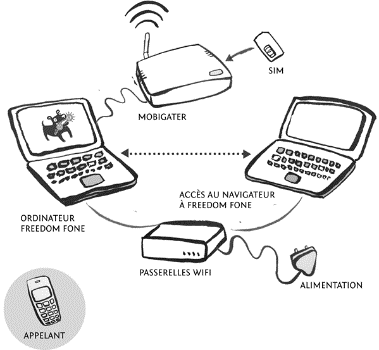 SIM
MOBIGATER
ACCÈS AU NAVIGATEUR
À FREEDOM FONE
ORDINATEUR
FREEDOM FONE
PASSERELLES WIFI
ALIMENTATION
APPELANT